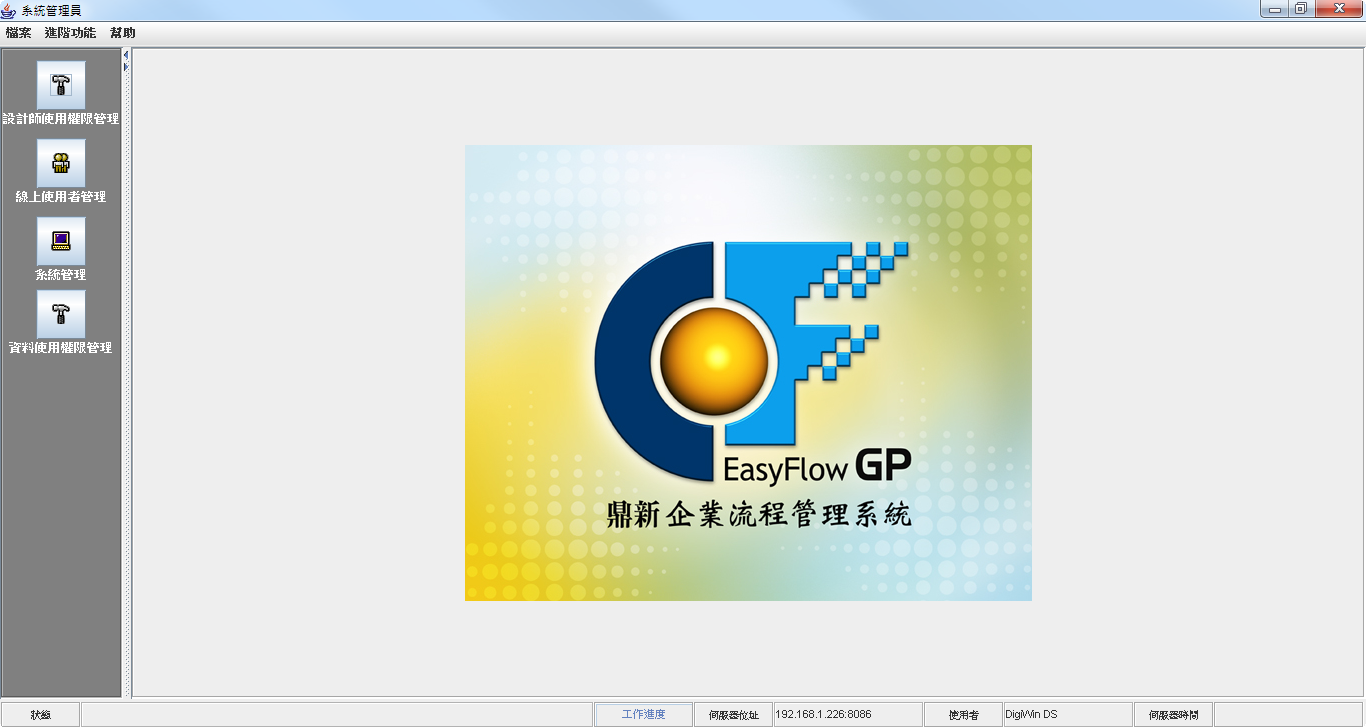 系統管理員
檔案 進階功能 幫助
設計師使用權限管理
線上使用者管理
系統管理
資料使用權限管理
EasyFlow GP
鼎新企業流程管理系統
狀態 工作進度 伺服器位址 192.168.1.226:8086 使用者 DigiWin DS 伺服器時間